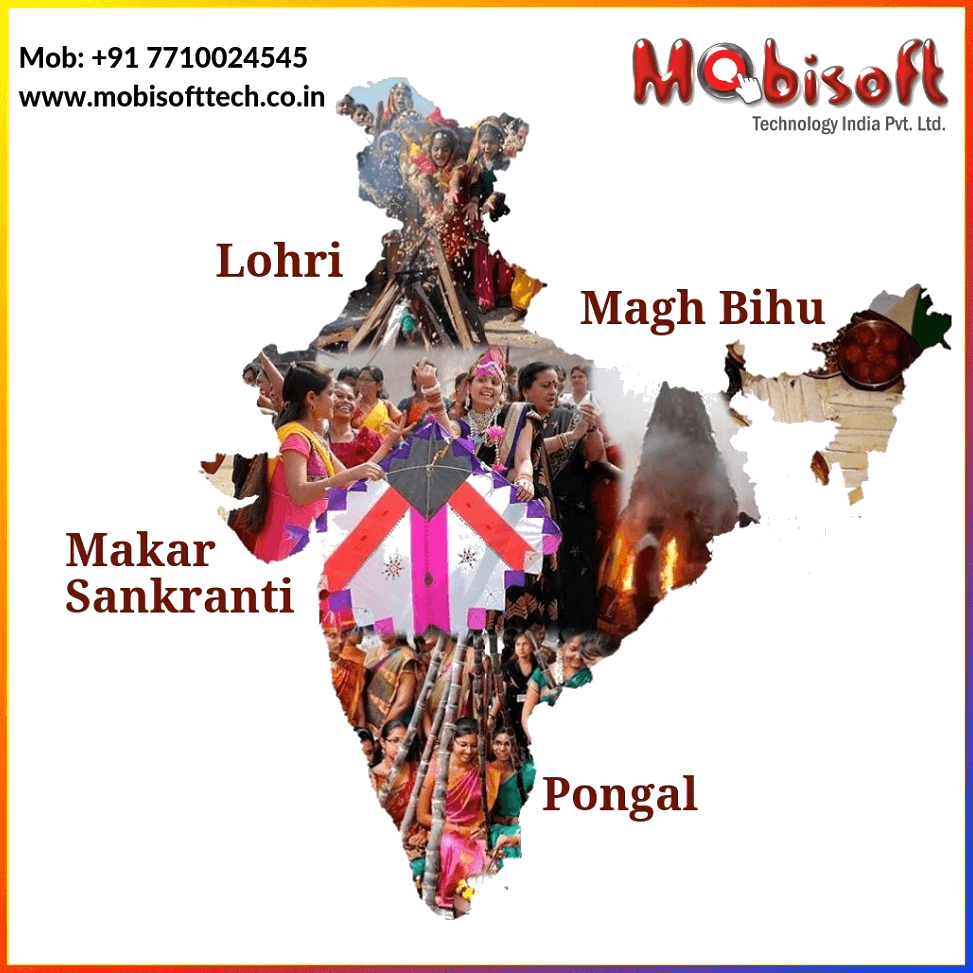 Mob: +91 7710024545
www.mobisofttech.co.in
Mobisoft
Technology India Pvt. Ltd.
Lohri
Magh Bihu
Makar
Sankranti
Pongal